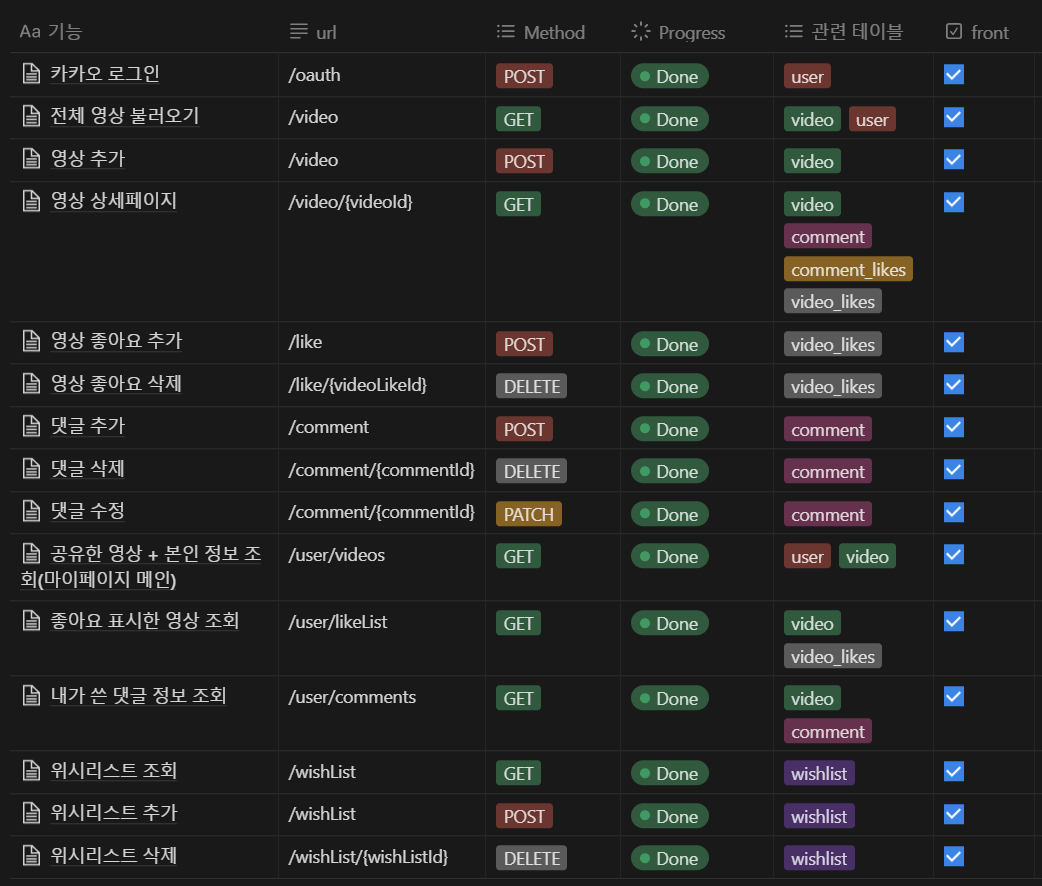 Aa 기능 url Method Progress 관련 테이블 front
카카오 로그인 /oauth POST Done user
전체 영상 불러오기 /video GET Done video user
영상 추가 /video POST Done video
영상 상세페이지 /video/{videoId} GET Done video
comment
comment_likes
video_likes
영상 좋아요 추가 /like POST Done video_likes
영상 좋아요 삭제 /like/{videoLikeId} DELETE Done video_likes
댓글 추가 /comment POST Done comment
댓글 삭제 /comment/{commentId} DELETE Done comment
댓글 수정 /comment/{commentId} PATCH Done comment
공유한 영상 + 본인 정보 조 /user/videos GET Done user video
회(마이페이지 메인)
좋아요 표시한 영상 조회 /user/likeList GET Done video
video_likes
내가 쓴 댓글 정보 조회 /user/comments GET Done video
comment
위시리스트 조회 /wishList GET Done wishlist
위시리스트 추가 /wishList POST Done wishlist
위시리스트 삭제 /wishList/{wishListId} DELETE Done wishlist